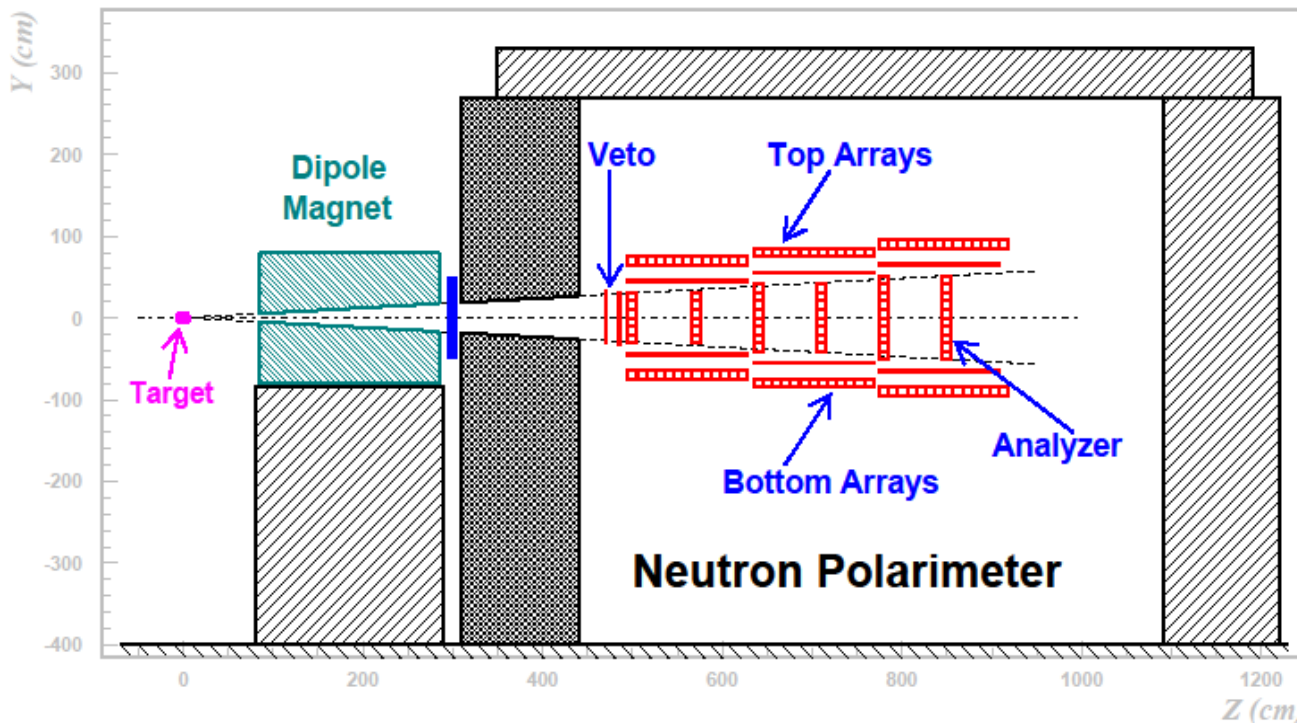 Y (cm)
300
200
100
0
-100
-200
-300
-400
Dipole
Magnet
Veto
Top Arrays
Target
Analyzer
Bottom Arrays
Neutron Polarimeter
0
200
400
600
800
1000
1200
Z (cm)